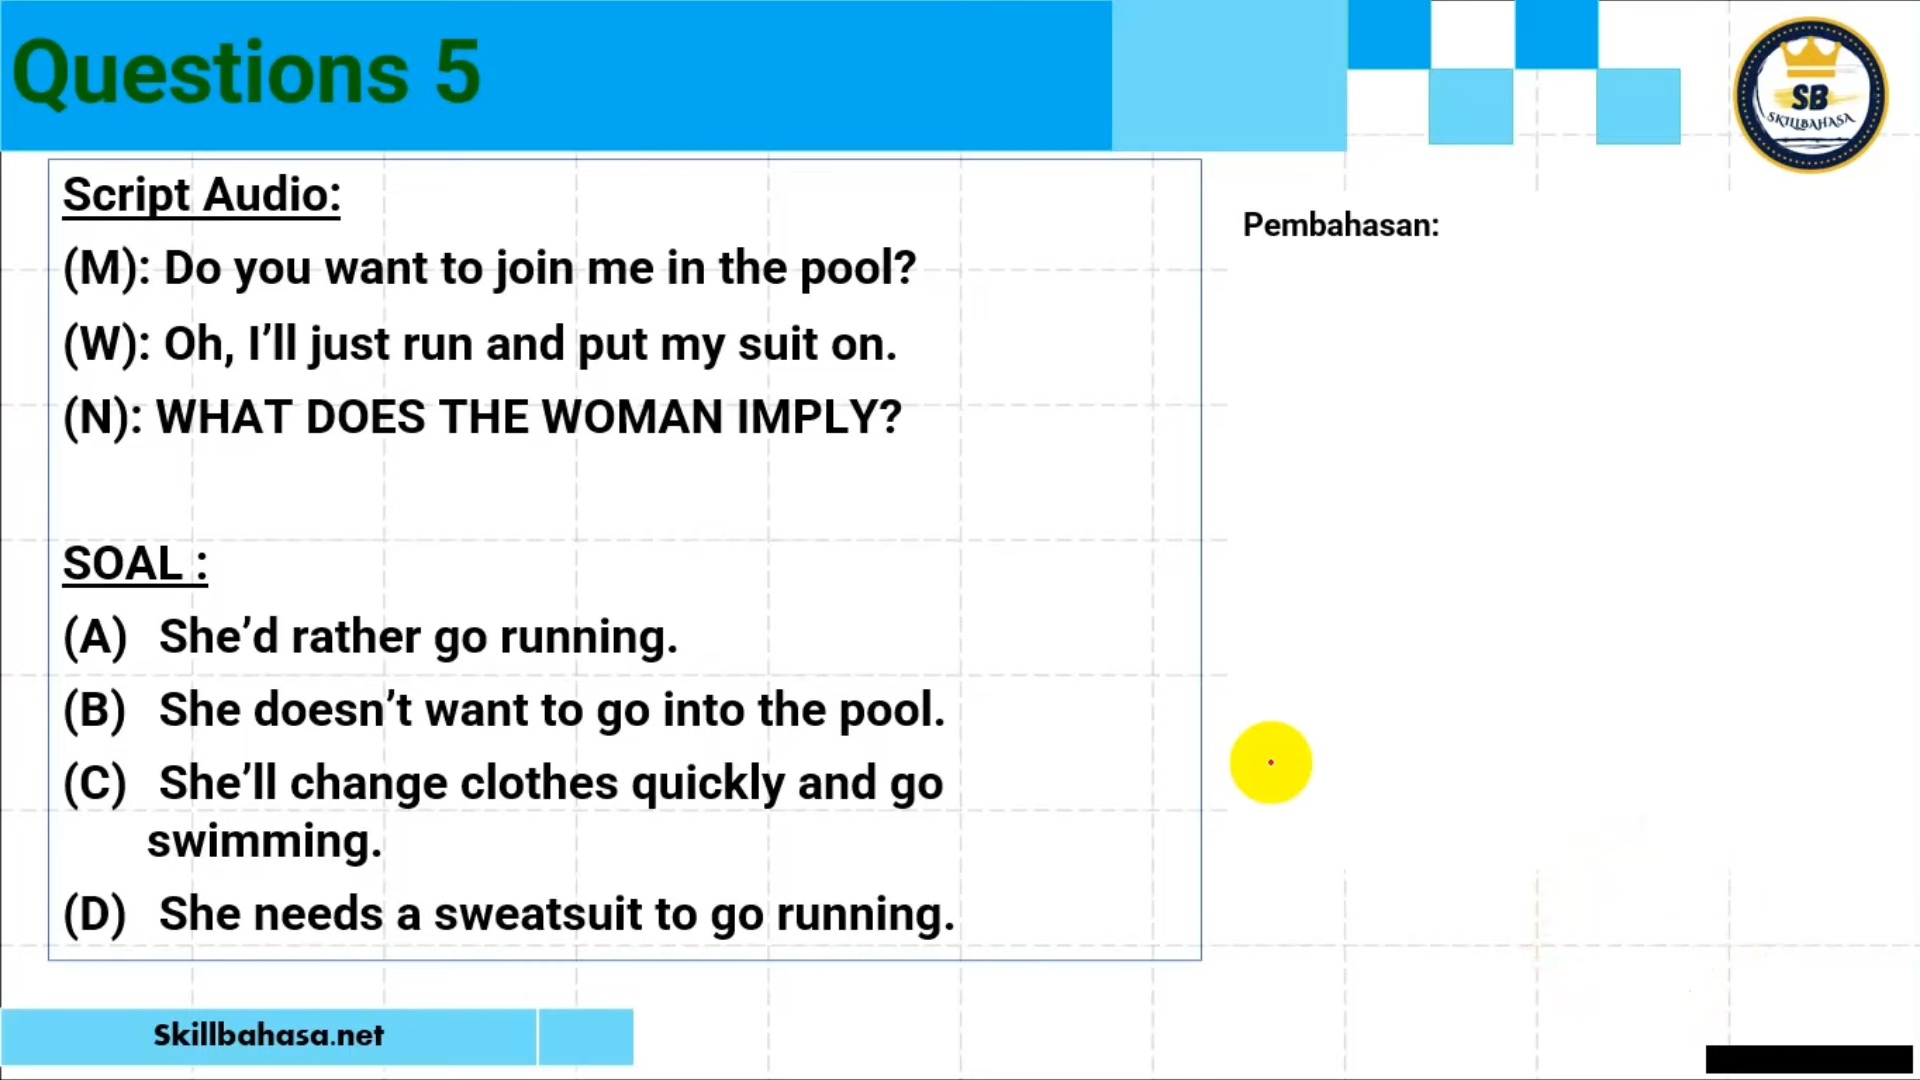 Questions 5
SB
SKILLBAHASA
Script Audio:
(M): Do you want to join me in the pool?
(W): Oh, I’ll just run and put my suit on.
(N): WHAT DOES THE WOMAN IMPLY?
SOAL :
(A) She’d rather go running.
(B) She doesn’t want to go into the pool.
(C) She’ll change clothes quickly and go
swimming.
(D) She needs a sweatsuit to go running.
Pembahasan:
Skillbahasa.net